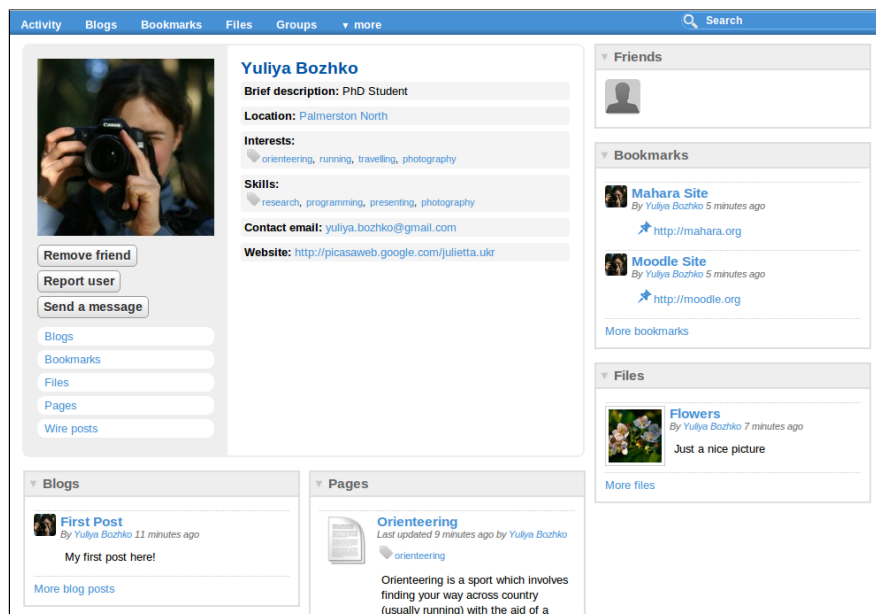 Activity Blogs Bookmarks Files Groups ▼ more Search
Yuliya Bozhko
Brief description: PhD Student
Location: Palmerston North
Interests:
orienteering, running, travelling, photography
Skills:
research, programming, presenting, photography
Contact email: yuliya.bozhko@gmail.com
Website: http://picasaweb.google.com/julietta.ukr
Canon
Remove friend
Report user
Send a message
Blogs
Bookmarks
Files
Pages
Wire posts
Friends
Bookmarks
Mahara Site
By Yuliya Bozhko 5 minutes ago
http://mahara.org
Moodle Site
By Yuliya Bozhko 5 minutes ago
http://moodle.org
More bookmarks
Files
Flowers
By Yuliya Bozhko 7 minutes ago
Just a nice picture
More files
Blogs
First Post
By Yuliya Bozhko 11 minutes ago
My first post here!
More blog posts
Pages
Orienteering
Last updated 9 minutes ago by Yuliya Bozhko
orienteering
Orienteering is a sport which involves
finding your way across country
(usually running) with the aid of a